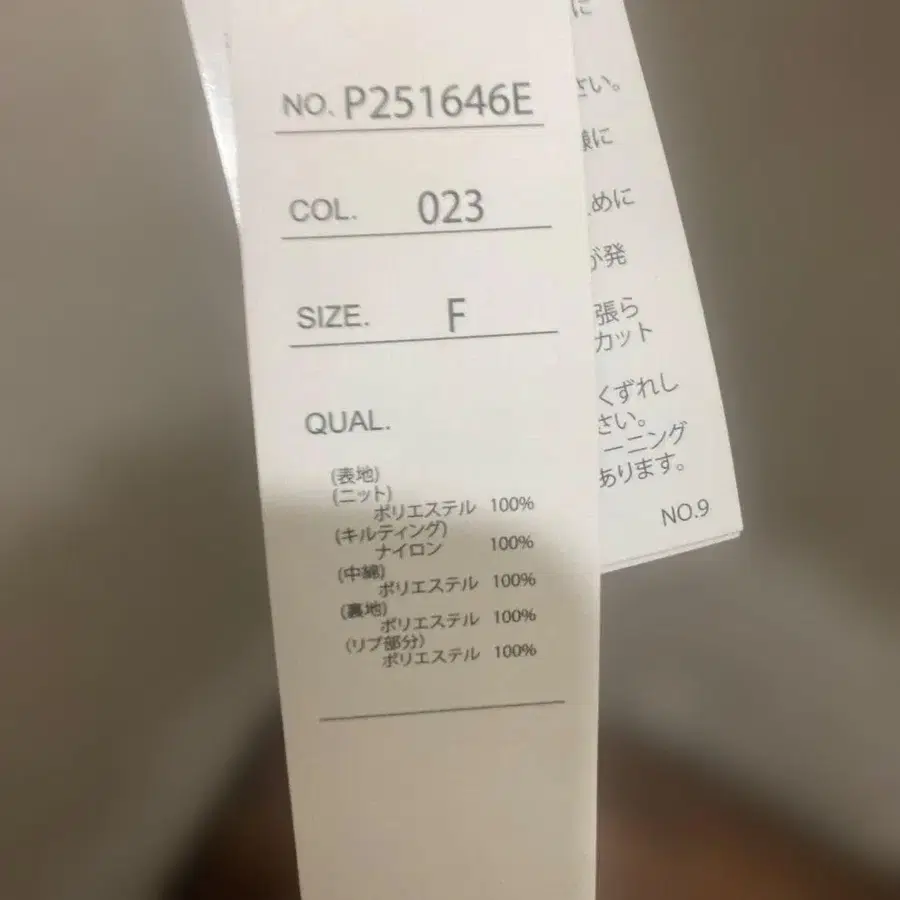 NO. P251646E
COL. 023
SIZE. F
QUAL.
(表地)
(ニット)
ポリエステル 100%
(キルティング)
ナイロン 100%
(中綿)
ポリエステル 100%
(裏地)
ポリエステル 100%
(リブ部分)
ポリエステル 100%
に
さい。
様に
ために
が発
張ら
カット
くずれし
さい。
ーニング
あります。
NO.9